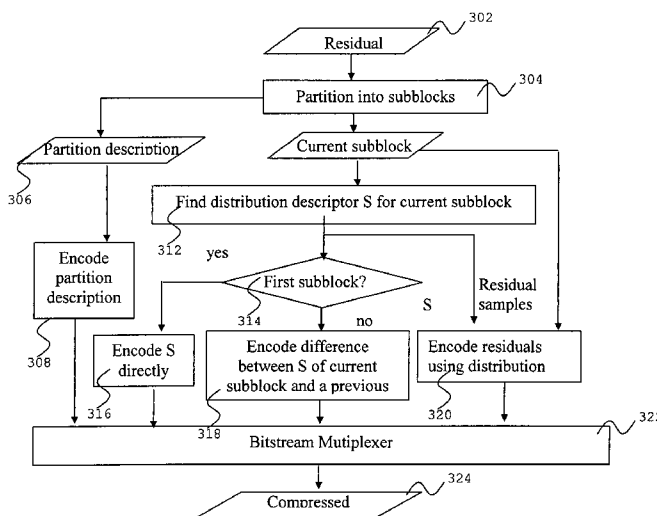 302
Residual
304
Partition into subblocks
Partition description
Current subblock
306
Find distribution descriptor S for current subblock
312
yes
Encode
partition
description
First subblock?
314
S
Residual
samples
no
308
Encode S
directly
316
Encode difference
between S of current
subblock and a previous
318
Encode residuals
using distribution
320
322
Bitstream Mutiplexer
324
Compressed